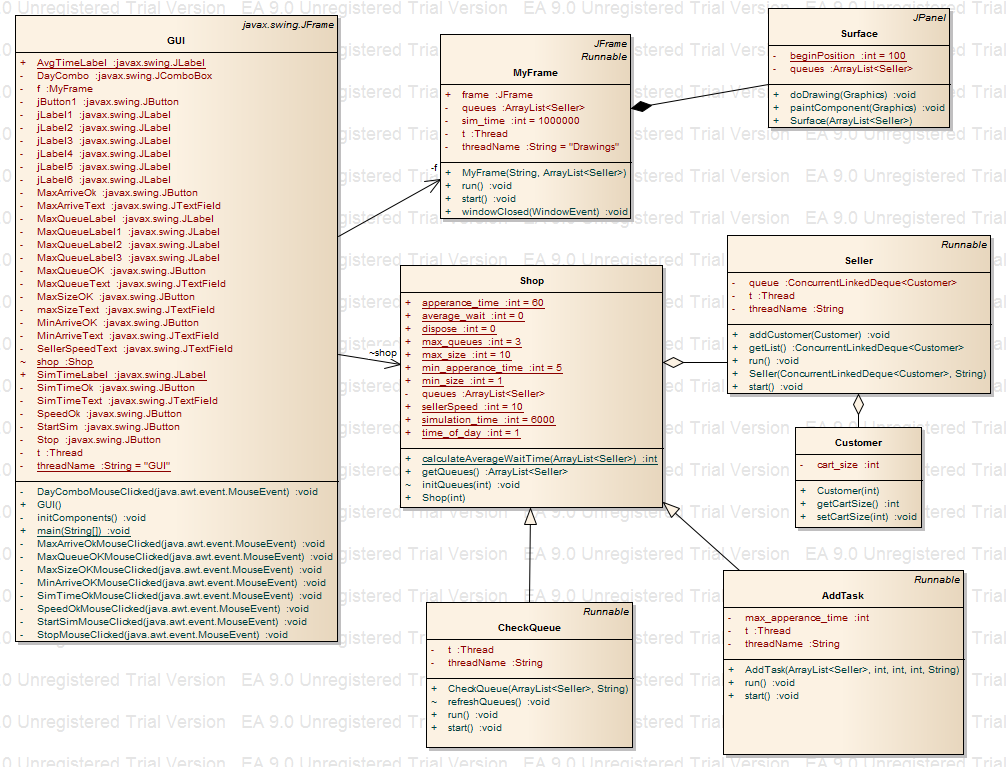 javax.swing.JFrame
GUI
+ AvgTimeLabel :javax.swing.JLabel
- DayCombo :javax.swing.JComboBox
- f :MyFrame
- jButton1 :javax.swing.JButton
- jLabel1 :javax.swing.JLabel
- jLabel2 :javax.swing.JLabel
- jLabel3 :javax.swing.JLabel
- jLabel4 :javax.swing.JLabel
- jLabel5 :javax.swing.JLabel
- jLabel6 :javax.swing.JLabel
- MaxArriveOk :javax.swing.JButton
- MaxArriveText :javax.swing.JTextField
- MaxQueueLabel :javax.swing.JLabel
- MaxQueueLabel1 :javax.swing.JLabel
- MaxQueueLabel2 :javax.swing.JLabel
- MaxQueueLabel3 :javax.swing.JLabel
- MaxQueueOK :javax.swing.JButton
- MaxQueueText :javax.swing.JTextField
- MaxSizeOK :javax.swing.JButton
- maxSizeText :javax.swing.JTextField
- MinArriveOK :javax.swing.JButton
- MinArriveText :javax.swing.JTextField
- SellerSpeedText :javax.swing.JTextField
~ shop :Shop
+ SimTimeLabel :javax.swing.JLabel
- SimTimeOk :javax.swing.JButton
- SimTimeText :javax.swing.JTextField
- SpeedOk :javax.swing.JButton
- StartSim :javax.swing.JButton
- Stop :javax.swing.JButton
- t :Thread
- threadName :String = "GUI"
- DayComboMouseClicked(java.awt.event.MouseEvent) :void
+ GUI()
- initComponents() :void
+ main(String[]) :void
- MaxArriveOkMouseClicked(java.awt.event.MouseEvent) :void
- MaxQueueOKMouseClicked(java.awt.event.MouseEvent) :void
- MaxSizeOKMouseClicked(java.awt.event.MouseEvent) :void
- MinArriveOKMouseClicked(java.awt.event.MouseEvent) :void
- SimTimeOkMouseClicked(java.awt.event.MouseEvent) :void
- SpeedOkMouseClicked(java.awt.event.MouseEvent) :void
- StartSimMouseClicked(java.awt.event.MouseEvent) :void
- StopMouseClicked(java.awt.event.MouseEvent) :void
-f
~shop
JFrame
Runnable
MyFrame
+ frame :JFrame
- queues :ArrayList<Seller>
- sim_time :int = 1000000
- t :Thread
- threadName :String = "Drawings"
+ MyFrame(String, ArrayList<Seller>)
+ run() :void
+ start() :void
+ windowClosed(WindowEvent) :void
JPanel
Surface
- beginPosition :int = 100
- queues :ArrayList<Seller>
+ doDrawing(Graphics) :void
+ paintComponent(Graphics) :void
+ Surface(ArrayList<Seller>)
Shop
+ apperance_time :int = 60
+ average_wait :int = 0
+ dispose :int = 0
+ max_queues :int = 3
+ max_size :int = 10
+ min_apperance_time :int = 5
+ min_size :int = 1
- queues :ArrayList<Seller>
+ sellerSpeed :int = 10
+ simulation_time :int = 6000
+ time_of_day :int = 1
+ calculateAverageWaitTime(ArrayList<Seller>) :int
+ getQueues() :ArrayList<Seller>
~ initQueues(int) :void
+ Shop(int)
Runnable
Seller
- queue :ConcurrentLinkedDeque<Customer>
- t :Thread
- threadName :String
+ addCustomer(Customer) :void
+ getList() :ConcurrentLinkedDeque<Customer>
+ run() :void
+ Seller(ConcurrentLinkedDeque<Customer>, String)
+ start() :void
Customer
- cart_size :int
+ Customer(int)
+ getCartSize() :int
+ setCartSize(int) :void
Runnable
CheckQueue
- t :Thread
- threadName :String
+ CheckQueue(ArrayList<Seller>, String)
~ refreshQueues() :void
+ run() :void
+ start() :void
Runnable
AddTask
- max_apperance_time :int
- t :Thread
- threadName :String
+ AddTask(ArrayList<Seller>, int, int, int, String)
+ run() :void
+ start() :void
EA 9.0 Unregistered Trial Version